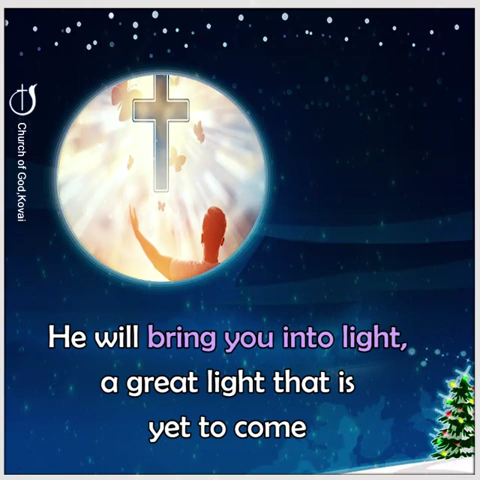 Church of God,Kovai
He will bring you into light,
a great light that is
yet to come